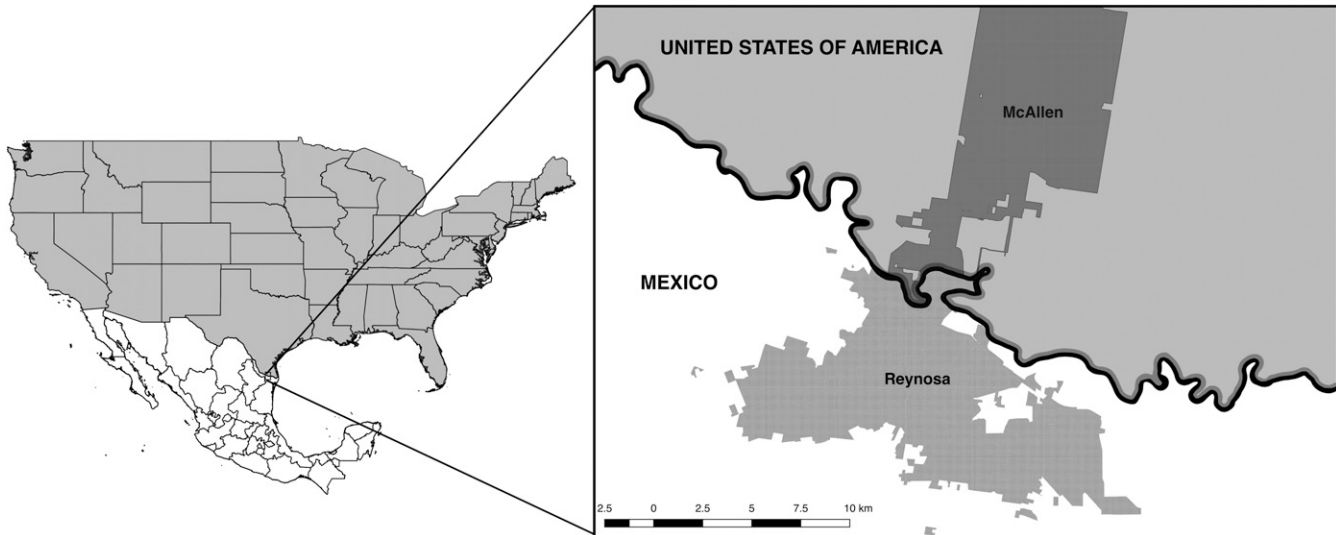 UNITED STATES OF AMERICA
McAllen
MEXICO
Reynosa
2.5 0 2.5 5 7.5 10 km